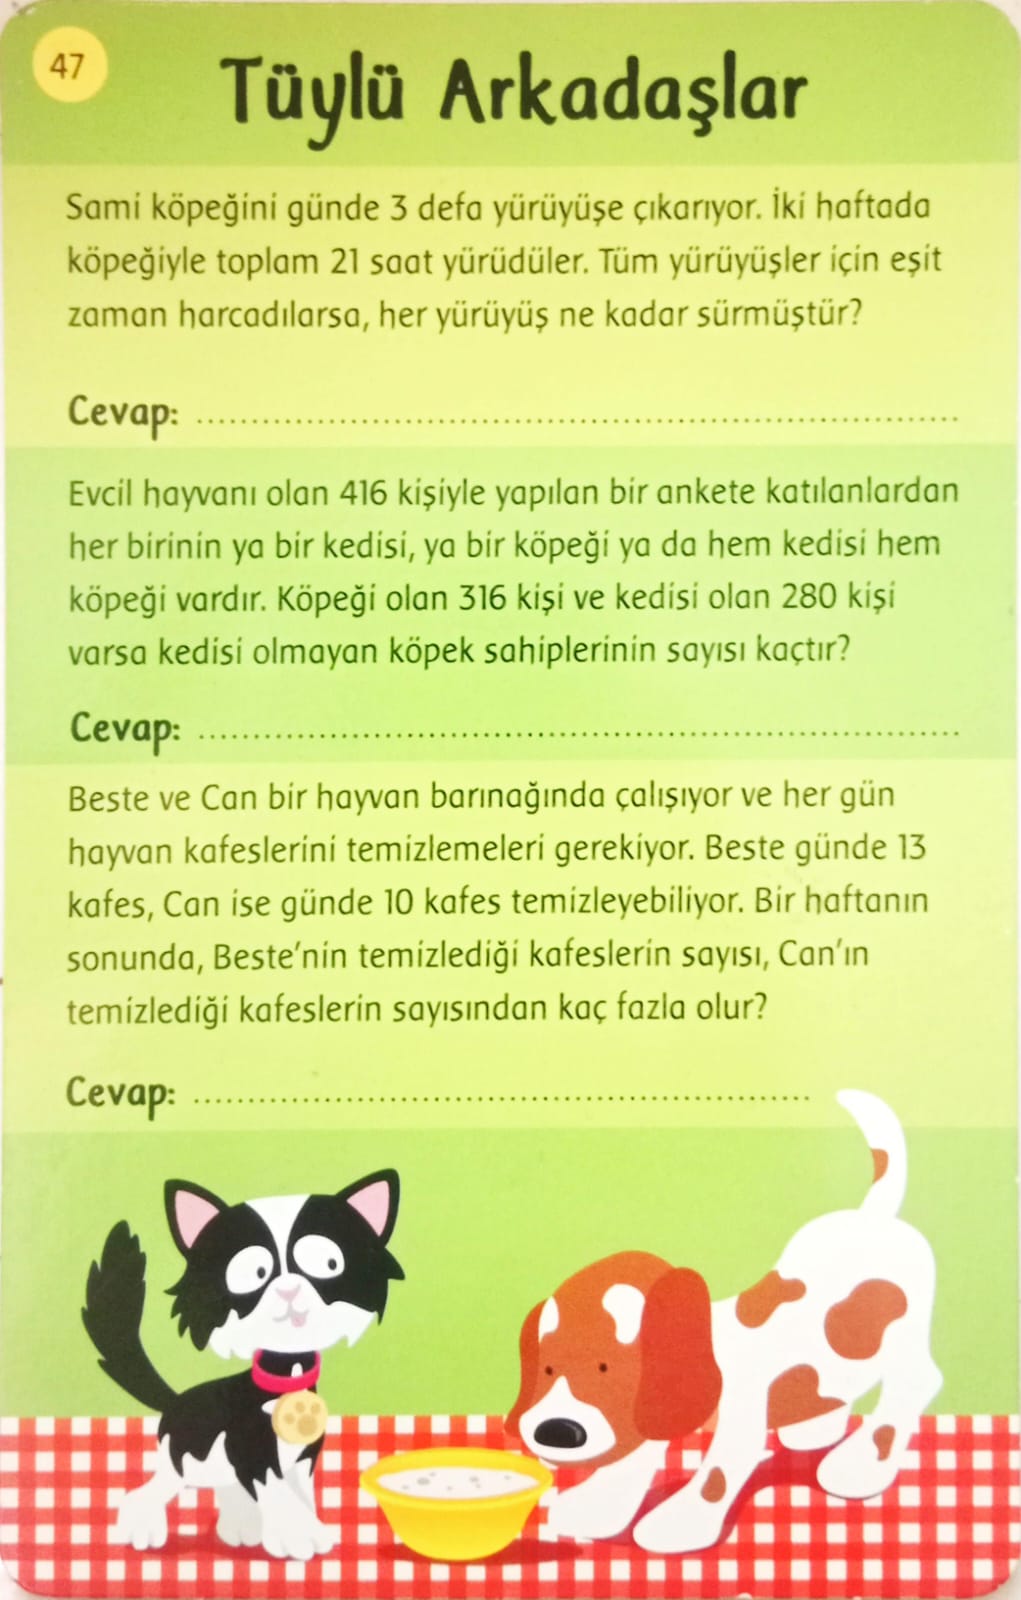 47
Tüylü Arkadaşlar
Sami köpeğini günde 3 defa yürüyüşe çıkarıyor. İki haftada
köpeğiyle toplam 21 saat yürüdüler. Tüm yürüyüşler için eşit
zaman harcadılarsa, her yürüyüş ne kadar sürmüştür?
Cevap: ..........................................................................
Evcil hayvanı olan 416 kişiyle yapılan bir ankete katılanlardan
her birinin ya bir kedisi, ya bir köpeği ya da hem kedisi hem
köpeği vardır. Köpeği olan 316 kişi ve kedisi olan 280 kişi
varsa kedisi olmayan köpek sahiplerinin sayısı kaçtır?
Cevap: ..........................................................................
Beste ve Can bir hayvan barınağında çalışıyor ve her gün
hayvan kafeslerini temizlemeleri gerekiyor. Beste günde 13
kafes, Can ise günde 10 kafes temizleyebiliyor. Bir haftanın
sonunda, Beste’nin temizlediği kafeslerin sayısı, Can’ın
temizlediği kafeslerin sayısından kaç fazla olur?
Cevap: ............................................................